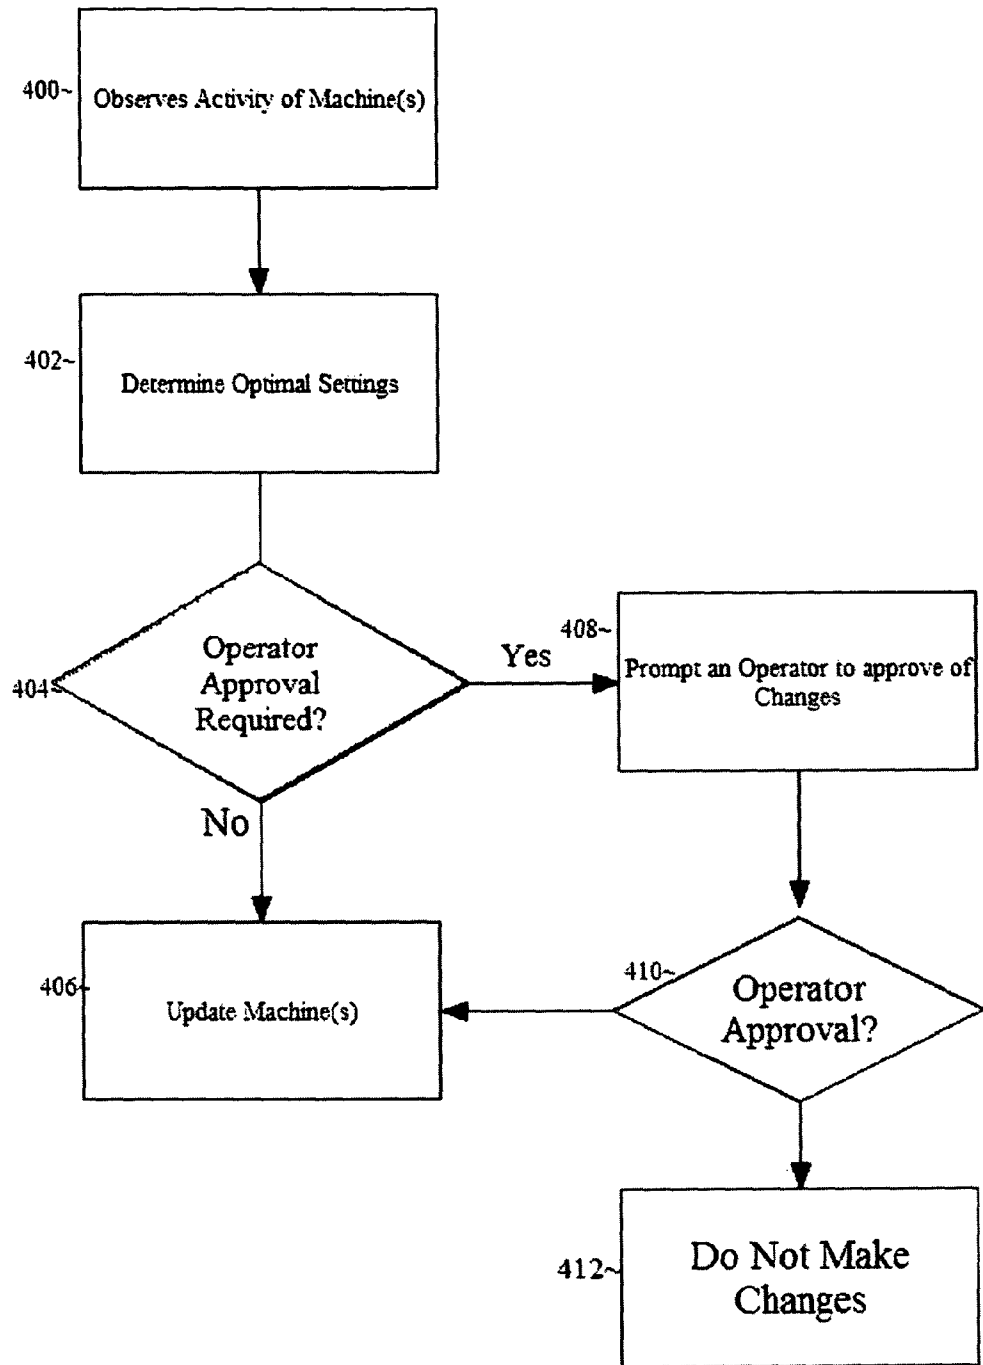 400~
Observes Activity of Machine(s)
402~
Determine Optimal Settings
404~
Operator
Approval
Required?
Yes
408~
Prompt an Operator to approve of
Changes
No
406~
Update Machine(s)
410~
Operator
Approval?
412~
Do Not Make
Changes